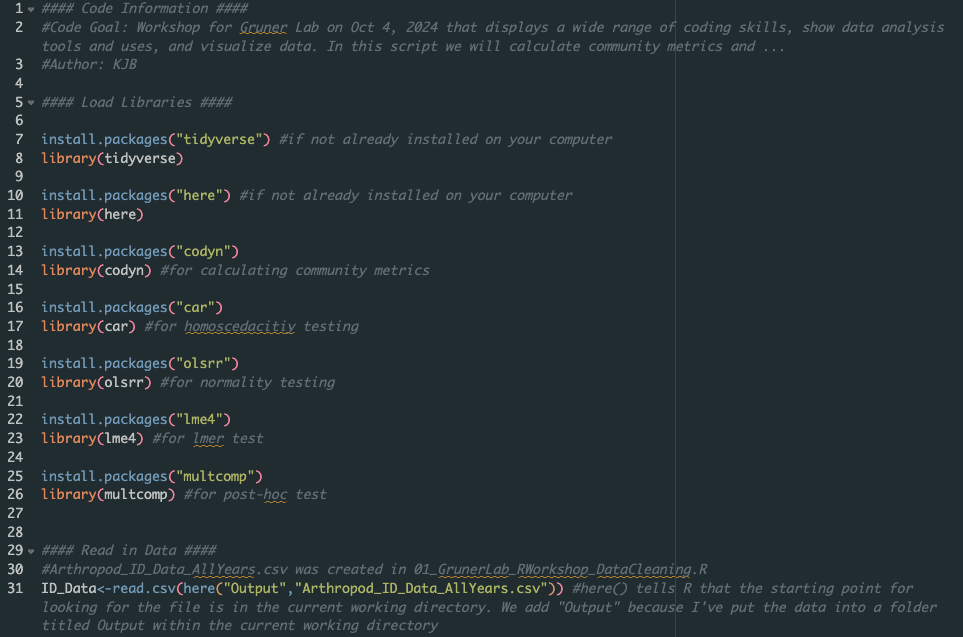 1 #### Code Information ####
2 #Code Goal: Workshop for Gruner Lab on Oct 4, 2024 that displays a wide range of coding skills, show data analysis
tools and uses, and visualize data. In this script we will calculate community metrics and ...
3 #Author: KJB
4
5 #### Load Libraries ####
6
7 install.packages("tidyverse") #if not already installed on your computer
8 library(tidyverse)
9
10 install.packages("here") #if not already installed on your computer
11 library(here)
12
13 install.packages("codyn")
14 library(codyn) #for calculating community metrics
15
16 install.packages("car")
17 library(car) #for homoscedacitiy testing
18
19 install.packages("olsrr")
20 library(olsrr) #for normality testing
21
22 install.packages("lme4")
23 library(lme4) #for lmer test
24
25 install.packages("multcomp")
26 library(multcomp) #for post-hoc test
27
28
29 #### Read in Data ####
30 #Arthropod_ID_Data_AllYears.csv was created in 01_GrunerLab_RWorkshop_DataCleaning.R
31 ID_Data<-read.csv(here("Output","Arthropod_ID_Data_AllYears.csv")) #here() tells R that the starting point for
looking for the file is in the current working directory. We add "Output" because I've put the data into a folder
titled Output within the current working directory